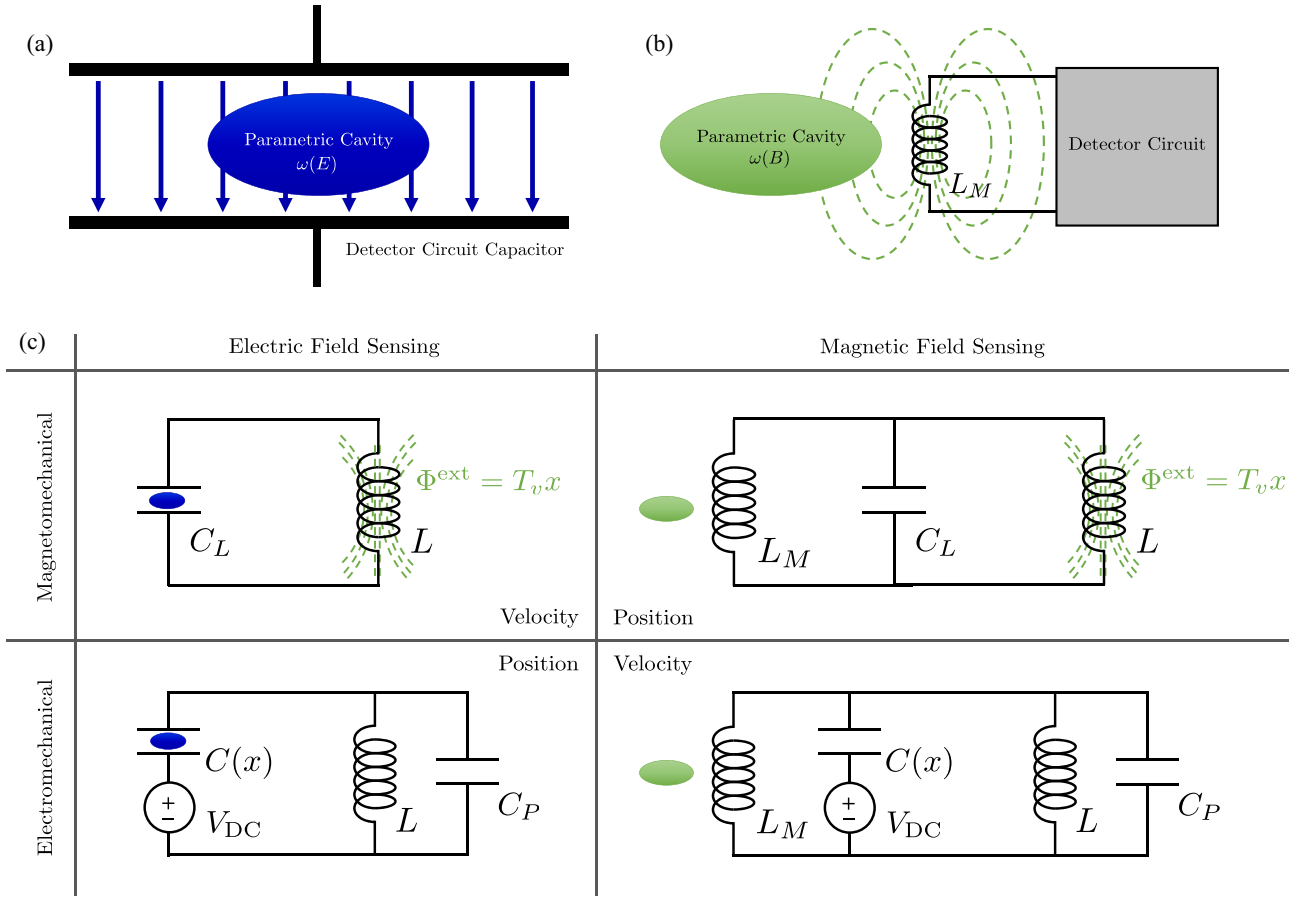 (a)
Parametric Cavity
ω(E)
Detector Circuit Capacitor
(b)
Parametric Cavity
ω(B)
L_M
Detector Circuit
(c)
Electric Field Sensing
Magnetic Field Sensing
Magnetomechanical
C_L
Φ^ext = T_v x
L
Velocity
L_M
C_L
Φ^ext = T_v x
L
Position
Electromechanical
Position
C(x)
+
−
V_DC
L
C_P
Velocity
L_M
C(x)
+
−
V_DC
L
C_P